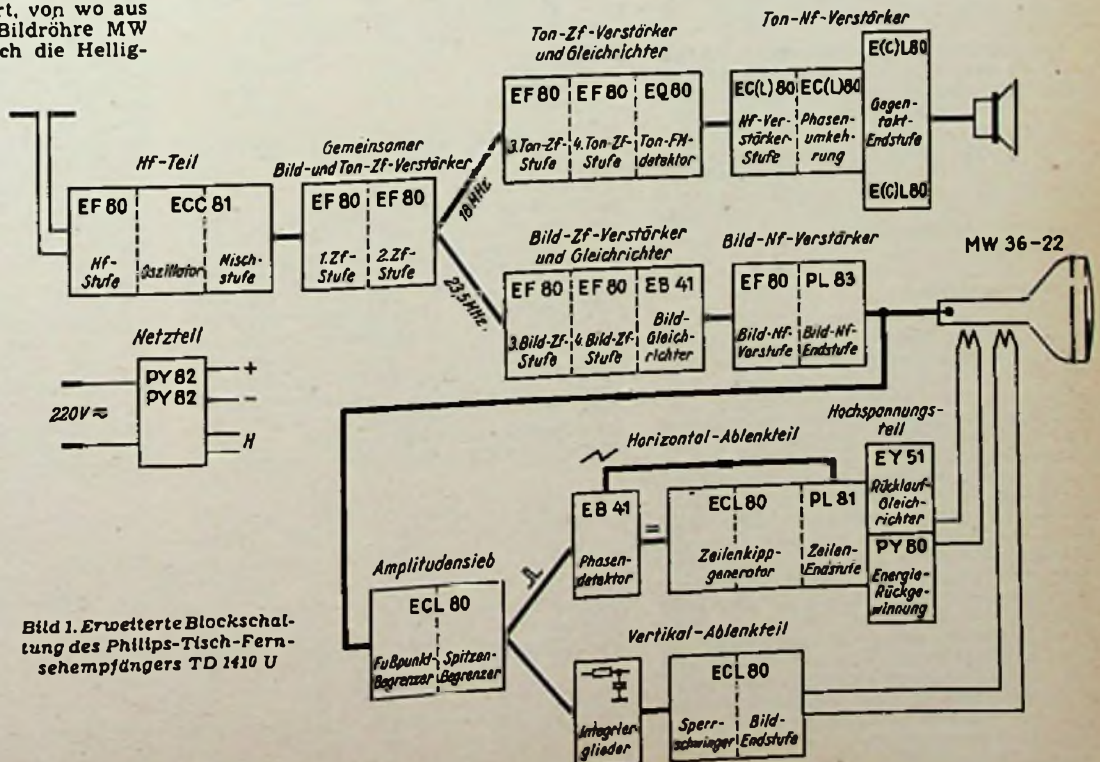 rt, von wo aus
Bildröhre MW
ch die Hellig-
Ton-Zf-Verstärker
und Gleichrichter
EF 80 EF 80 EQ 80
3.Ton-Zf-Stufe 4.Ton-Zf-Stufe Ton-FM-detektor
Ton-Nf-Verstärker
E(C)L80
EC(L)80 EC(L)80
Nf-Ver-stärker-Stufe Phasen-umkeh-rung Gegen-takt-Endstufe
E(C)L80
Hf-Teil
EF 80 ECC 81
Hf-Stufe Oszillator Misch-stufe
Gemeinsamer
Bild-und Ton-Zf-Verstärker
EF 80 EF 80
1.Zf-Stufe 2.Zf-Stufe
18 MHz
23,5 MHz
Bild-Zf-Verstärker
und Gleichrichter
EF 80 EF 80 EB 41
3.Bild-Zf-Stufe 4.Bild-Zf-Stufe Bild-Gleich-richter
Bild-Nf-Verstärker
EF 80 PL 83
Bild-Nf-Vorstufe Bild-Nf-Endstufe
MW 36-22
Netzteil
PY 82
PY 82
220V ≂
+
−
H
Horizontal-Ablenkteil
EB 41
Phasen-detektor
=
ECL 80 PL 81
Zeilenkipp-generator Zeilen-Endstufe
Hochspannungs-
teil
EY 51
Rücklauf-
Gleich-
richter
PY 80
Energie-
Rückge-
winnung
Amplitudensieb
ECL 80
Fußpunkt-Begrenzer Spitzen-Begrenzer
Integrier-
glieder
Vertikal-Ablenkteil
ECL 80
Sperr-schwinger Bild-Endstufe
Bild 1. Erweiterte Blockschal-
tung des Philips-Tisch-Fern-
sehempfängers TD 1410 U